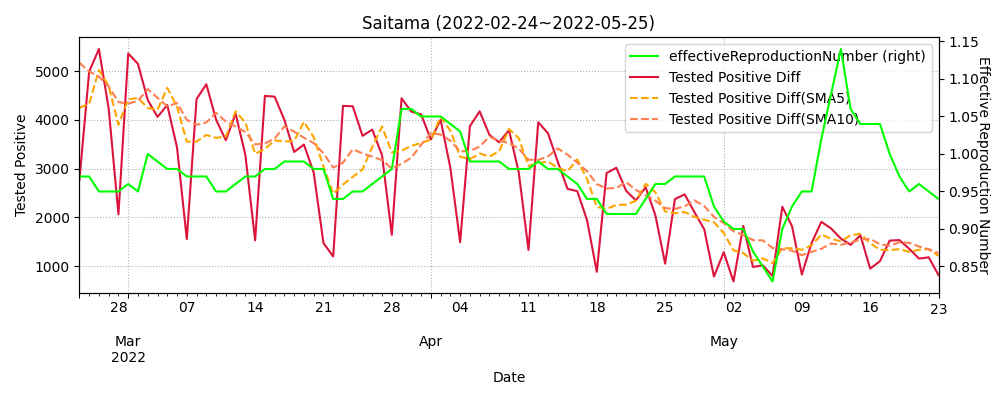 Saitama (2022-02-24~2022-05-25)
effectiveReproductionNumber (right)
Tested Positive Diff
Tested Positive Diff(SMA5)
Tested Positive Diff(SMA10)
Tested Positive
5000
4000
3000
2000
1000
Effective Reproduction Number
1.15
1.10
1.05
1.00
0.95
0.90
0.85
28 07 14 21 28 04 11 18 25 02 09 16 23
Mar Apr May
2022
Date